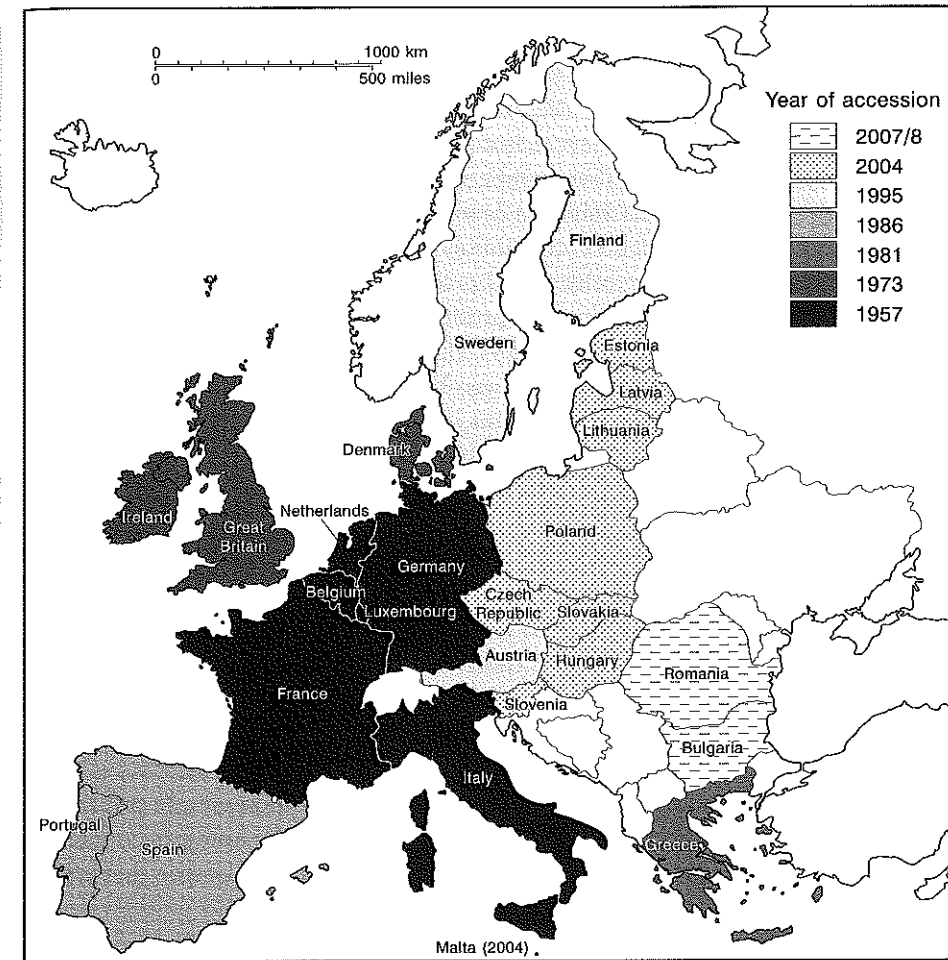 0 1000 km
0 500 miles
Year of accession
2007/8
2004
1995
1986
1981
1973
1957
Finland
Sweden
Estonia
Latvia
Lithuania
Denmark
Netherlands
Ireland
Great
Britain
Poland
Germany
Belgium
Luxembourg
Czech
Republic
Slovakia
Austria
Hungary
France
Slovenia
Romania
Bulgaria
Italy
Portugal
Spain
Greece
Malta (2004)